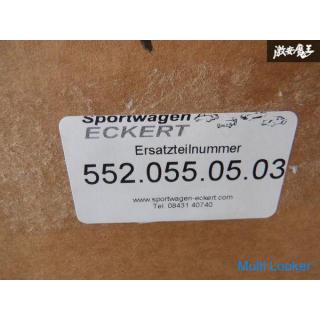 激安卸王
Sportwagen
ECKERT
Ersatzteilnummer
552.055.05.03
www.sportwagen-eckert.com
Tel. 08431 40740
Multi Looker